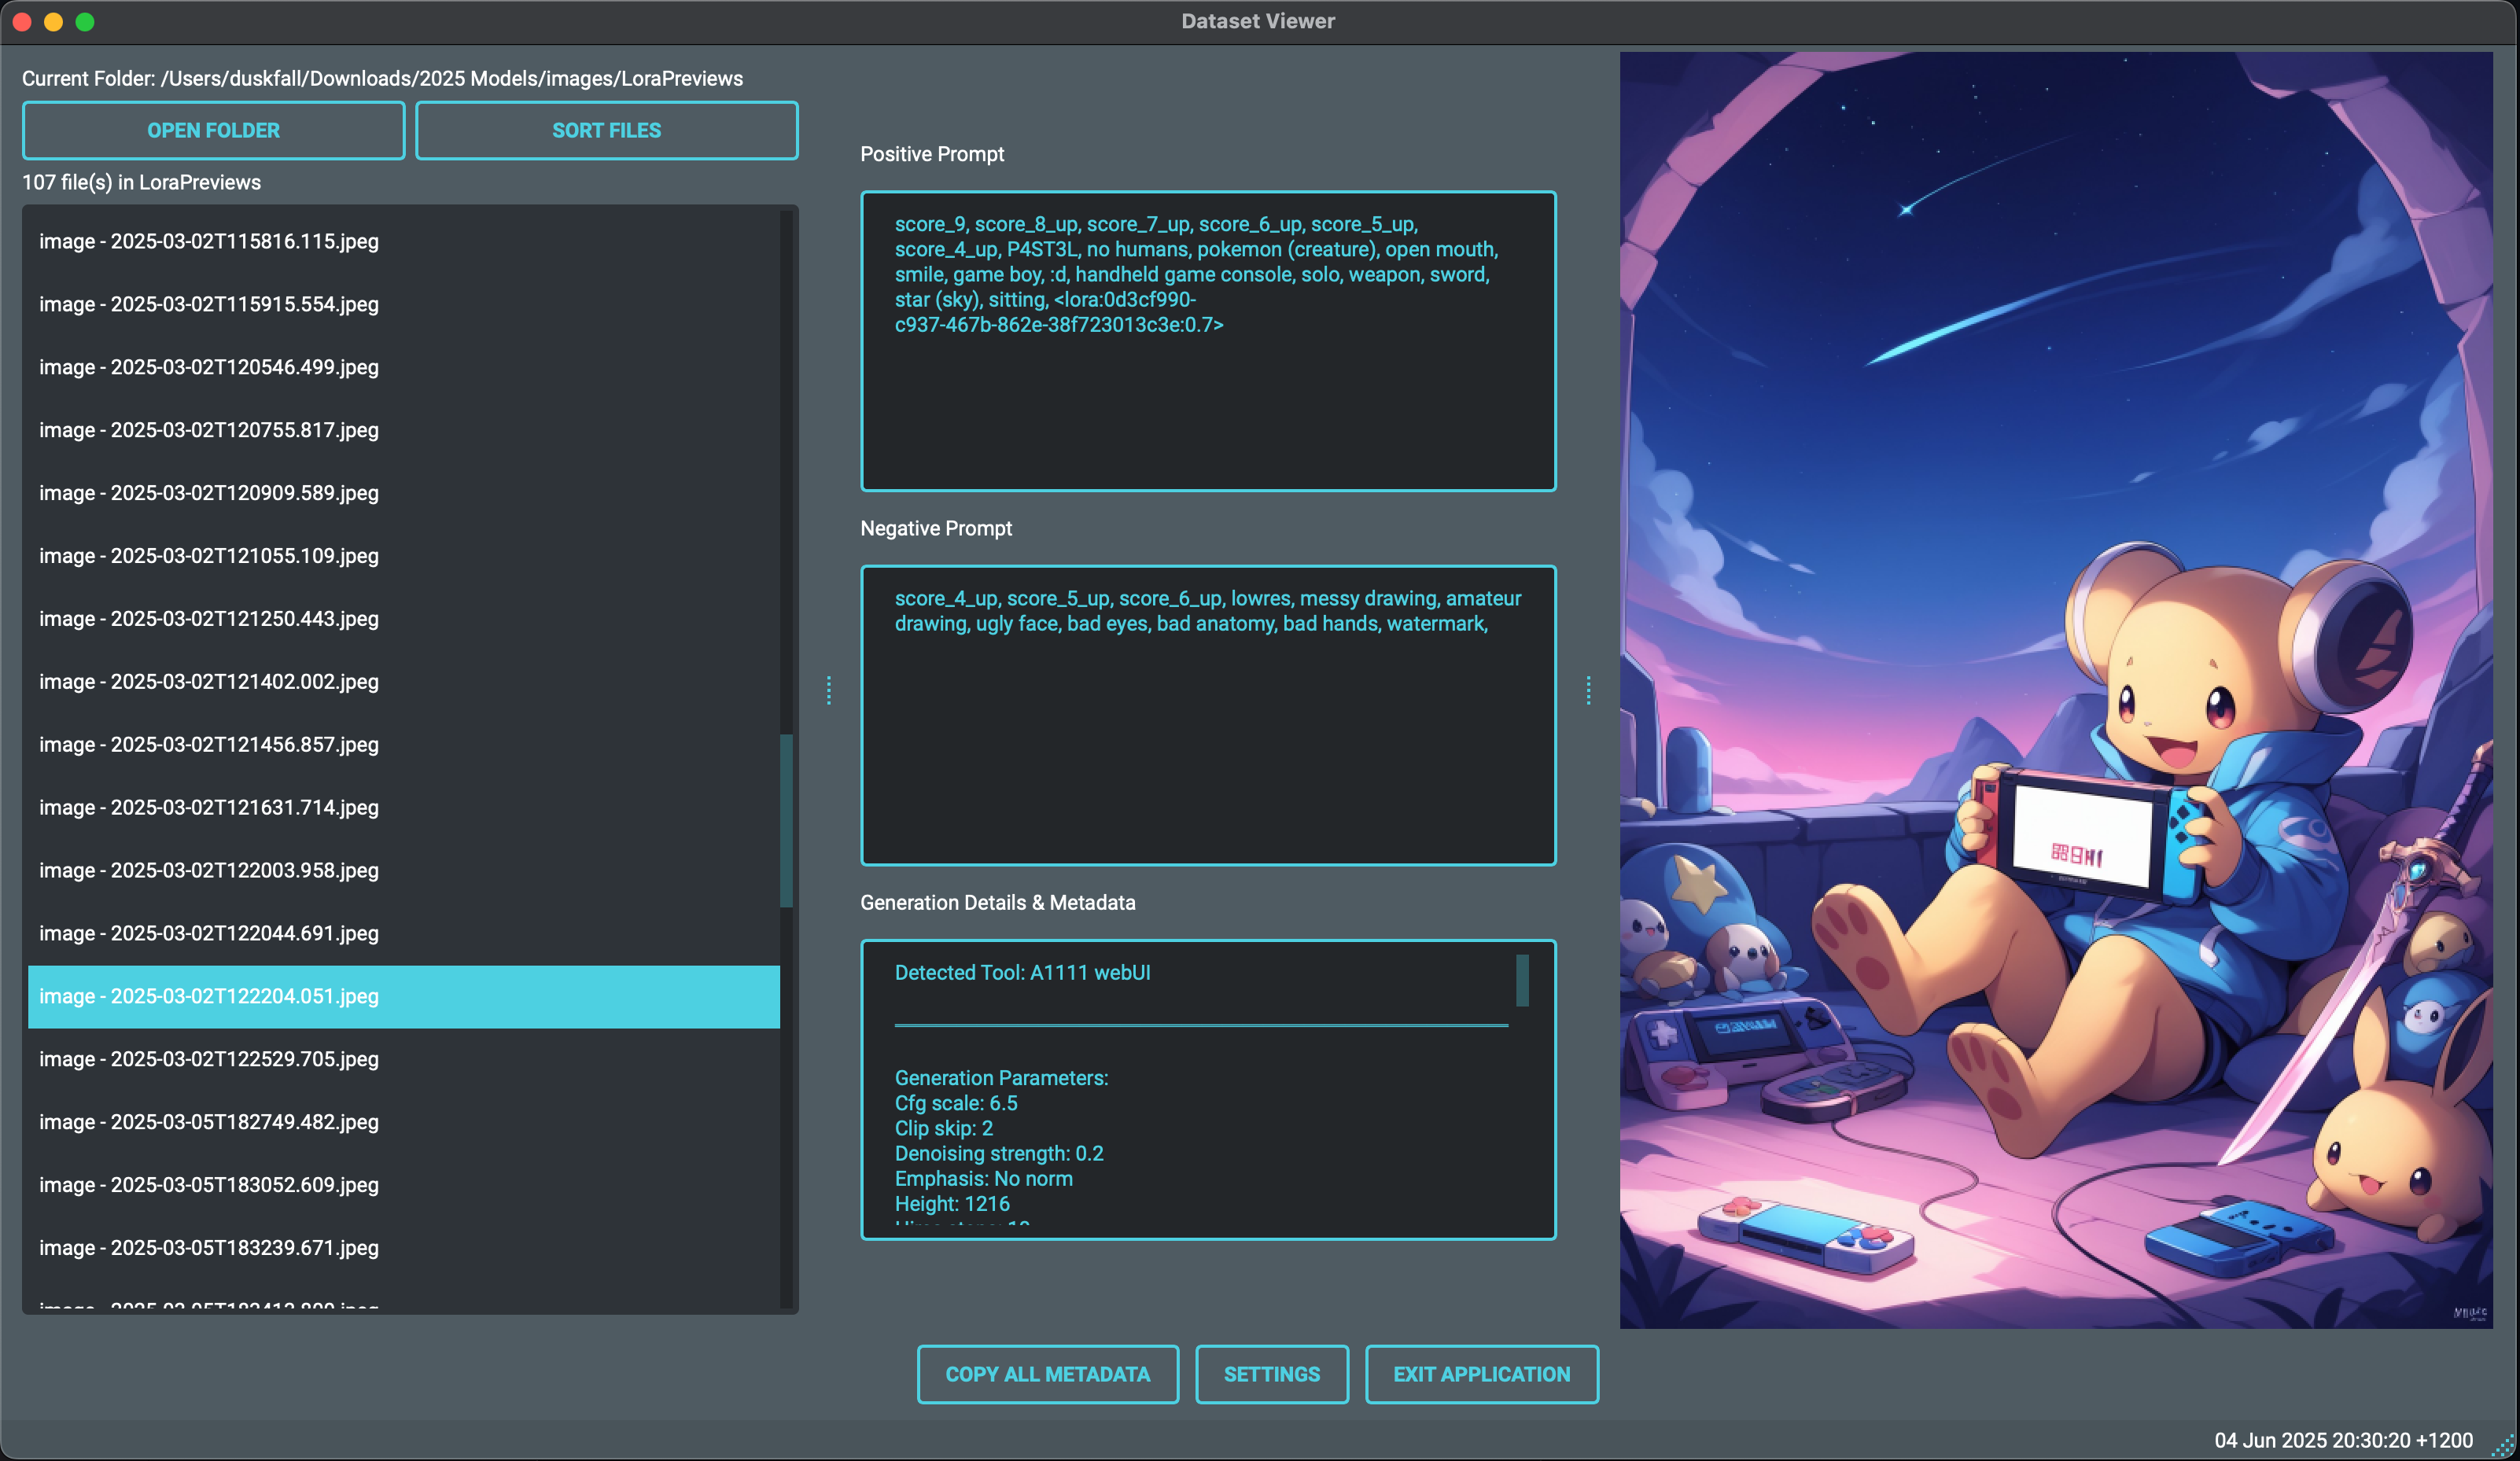 Dataset Viewer
Current Folder: /Users/duskfall/Downloads/2025 Models/images/LoraPreviews
OPEN FOLDER
SORT FILES
107 file(s) in LoraPreviews
image - 2025-03-02T115816.115.jpeg
image - 2025-03-02T115915.554.jpeg
image - 2025-03-02T120546.499.jpeg
image - 2025-03-02T120755.817.jpeg
image - 2025-03-02T120909.589.jpeg
image - 2025-03-02T121055.109.jpeg
image - 2025-03-02T121250.443.jpeg
image - 2025-03-02T121402.002.jpeg
image - 2025-03-02T121456.857.jpeg
image - 2025-03-02T121631.714.jpeg
image - 2025-03-02T122003.958.jpeg
image - 2025-03-02T122044.691.jpeg
image - 2025-03-02T122204.051.jpeg
image - 2025-03-02T122529.705.jpeg
image - 2025-03-05T182749.482.jpeg
image - 2025-03-05T183052.609.jpeg
image - 2025-03-05T183239.671.jpeg
Positive Prompt
score_9, score_8_up, score_7_up, score_6_up, score_5_up,
score_4_up, P4ST3L, no humans, pokemon (creature), open mouth,
smile, game boy, :d, handheld game console, solo, weapon, sword,
star (sky), sitting, <lora:0d3cf990-
c937-467b-862e-38f723013c3e:0.7>
Negative Prompt
score_4_up, score_5_up, score_6_up, lowres, messy drawing, amateur
drawing, ugly face, bad eyes, bad anatomy, bad hands, watermark,
Generation Details & Metadata
Detected Tool: A1111 webUI
Generation Parameters:
Cfg scale: 6.5
Clip skip: 2
Denoising strength: 0.2
Emphasis: No norm
Height: 1216
COPY ALL METADATA
SETTINGS
EXIT APPLICATION
04 Jun 2025 20:30:20 +1200